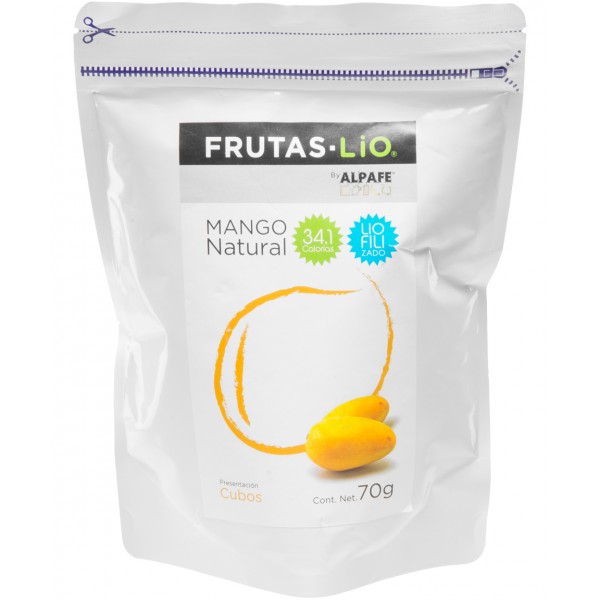 FRUTAS·LiO®
By ALPAFE
MANGO
Natural
34.1
Calorías
LIO
FILI
ZADO
Presentación
Cubos
Cont. Net. 70g